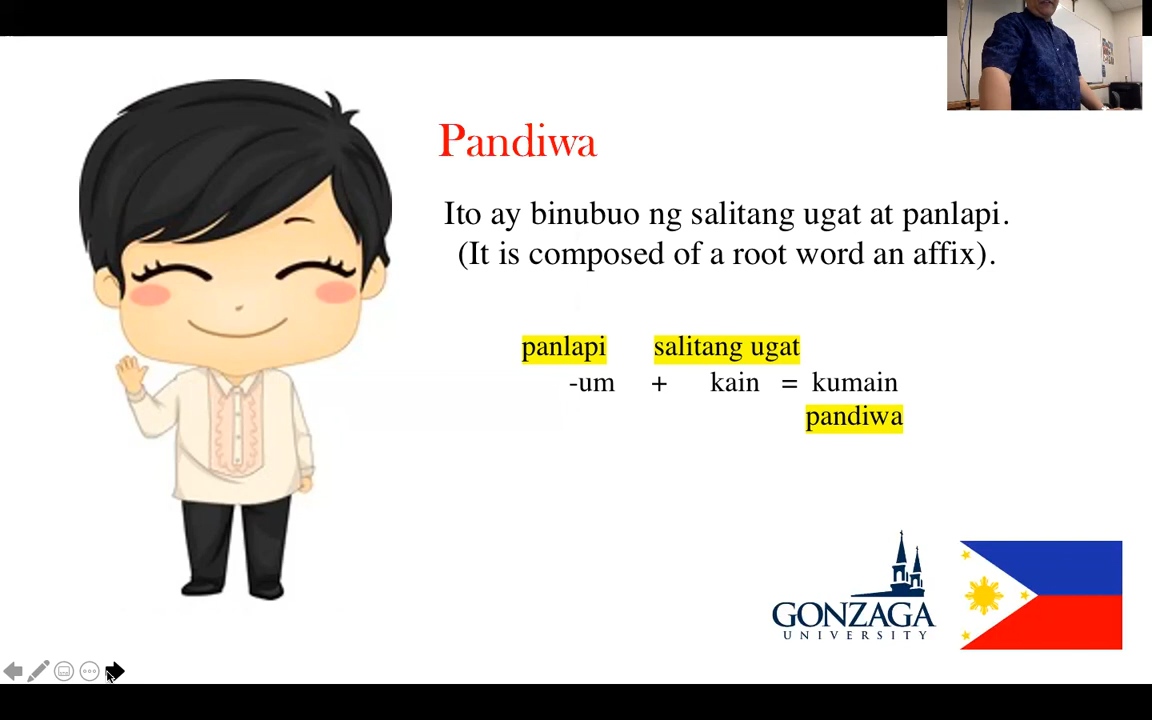 Pandiwa
Ito ay binubuo ng salitang ugat at panlapi.
(It is composed of a root word an affix).
panlapi salitang ugat
-um + kain = kumain
pandiwa
GONZAGA
UNIVERSITY